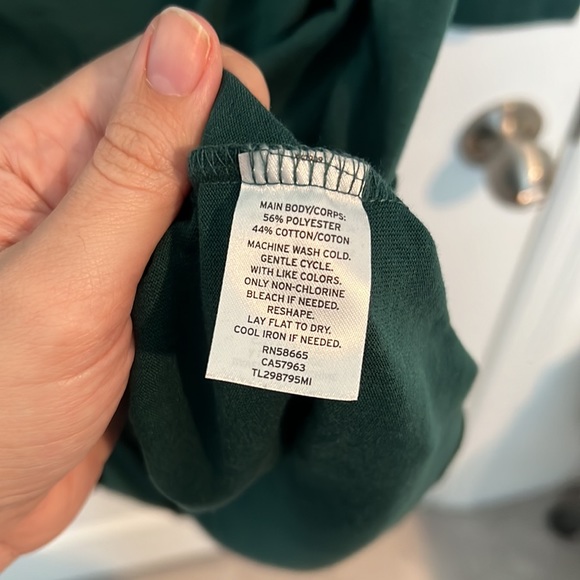 MAIN BODY/CORPS:
56% POLYESTER
44% COTTON/COTON
MACHINE WASH COLD.
GENTLE CYCLE.
WITH LIKE COLORS.
ONLY NON-CHLORINE
BLEACH IF NEEDED.
RESHAPE.
LAY FLAT TO DRY.
COOL IRON IF NEEDED.
RN58665
CA57963
TL298795MI